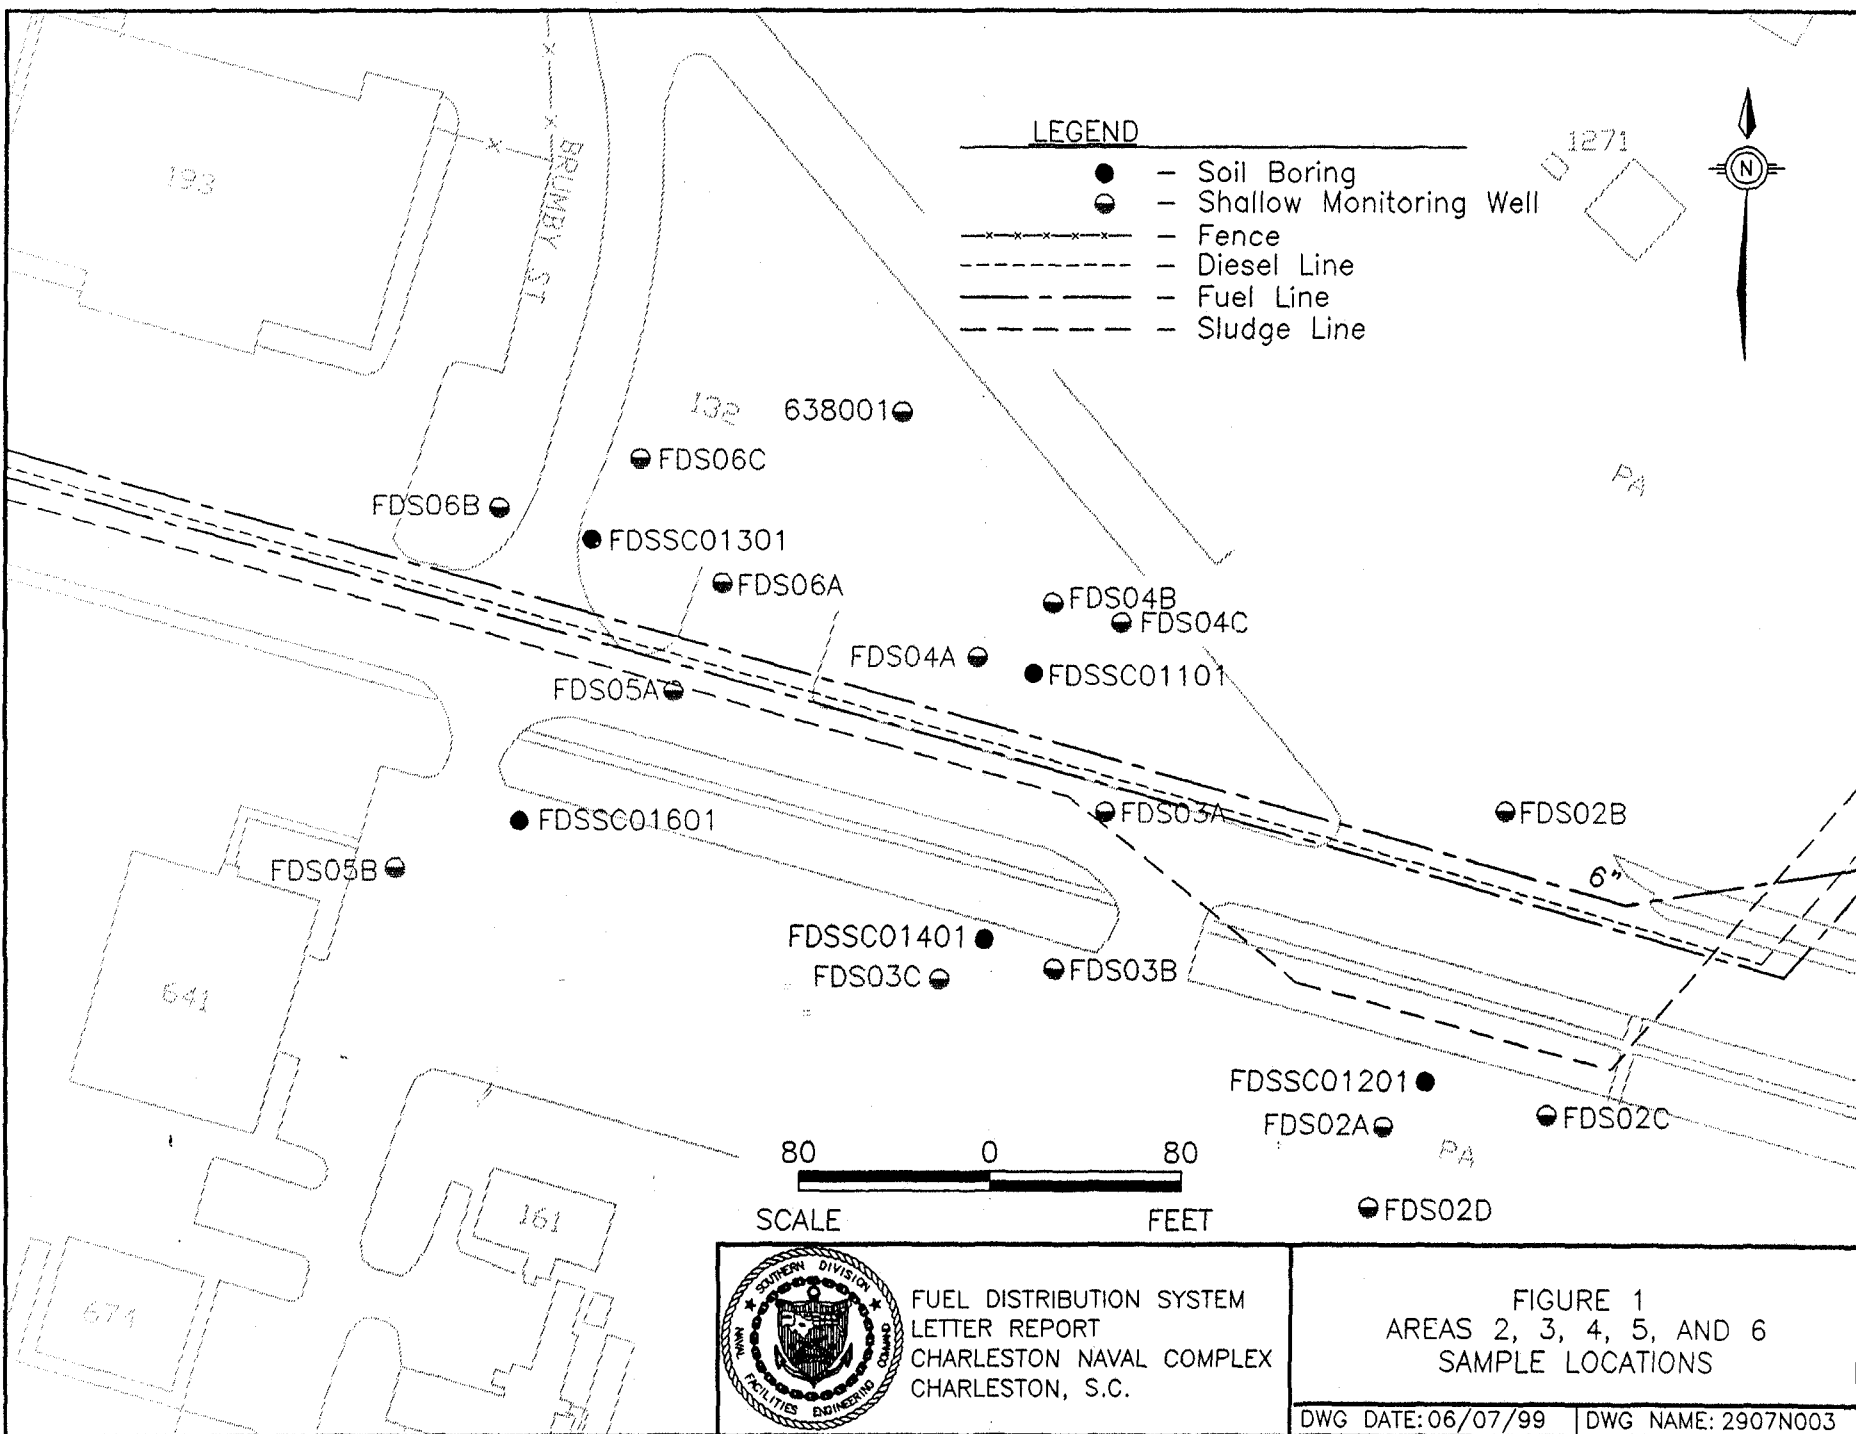 LEGEND
– Soil Boring
– Shallow Monitoring Well
– Fence
– Diesel Line
– Fuel Line
– Sludge Line
N
1271
193
BRUMBY ST.
132
638001
FDS06C
PA
FDS06B
FDSSC01301
FDS06A
FDS04B
FDS04C
FDS04A
FDSSC01101
FDS05A
FDS03A
FDS02B
FDSSC01601
FDS05B
6"
FDSSC01401
FDS03B
FDS03C
641
FDSSC01201
FDS02C
FDS02A
PA
80 0 80
SCALE FEET
FDS02D
161
671
SOUTHERN DIVISION
NAVAL FACILITIES ENGINEERING COMMAND
FUEL DISTRIBUTION SYSTEM
LETTER REPORT
CHARLESTON NAVAL COMPLEX
CHARLESTON, S.C.
FIGURE 1
AREAS 2, 3, 4, 5, AND 6
SAMPLE LOCATIONS
DWG DATE: 06/07/99 DWG NAME: 2907N003